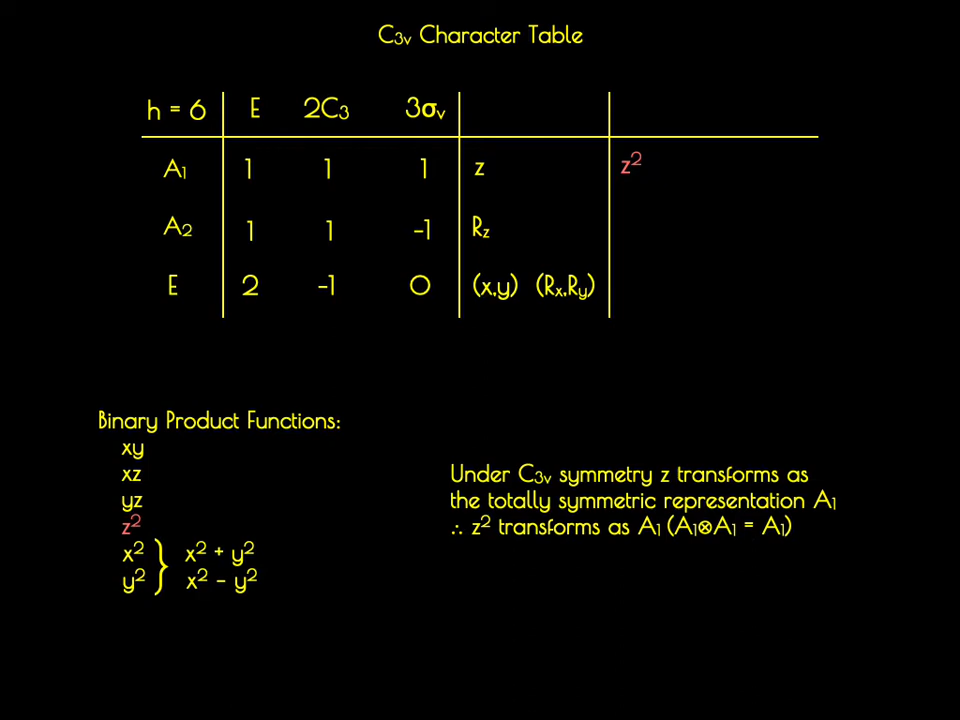 C₃ᵥ Character Table
h = 6 E 2C₃ 3σᵥ
A₁ 1 1 1 z z²
A₂ 1 1 -1 R_z
E 2 -1 0 (x,y) (Rₓ,R_y)
Binary Product Functions:
xy
xz
yz
z²
x² } x² + y²
y² x² – y²
Under C₃ᵥ symmetry z transforms as
the totally symmetric representation A₁
∴ z² transforms as A₁ (A₁⊗A₁ = A₁)